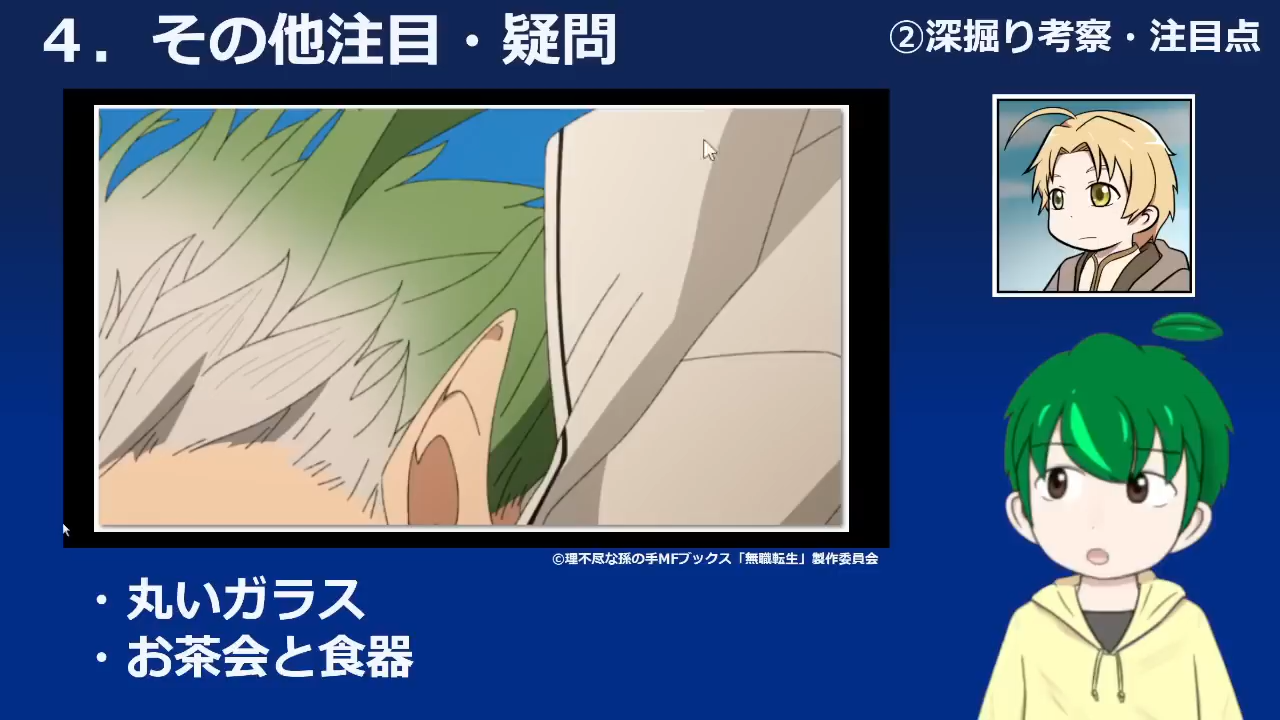 ４．その他注目・疑問
②深掘り考察・注目点
©理不尽な孫の手MFブックス「無職転生」製作委員会
・丸いガラス
・お茶会と食器